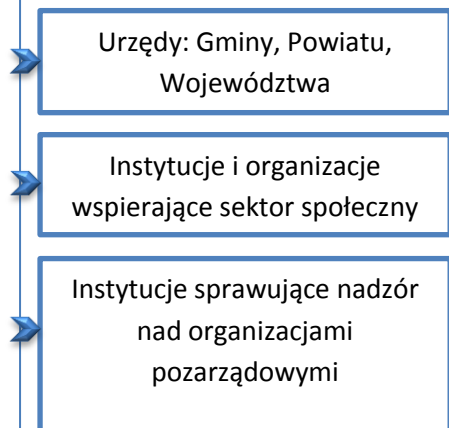 Urzędy: Gminy, Powiatu,
Województwa
Instytucje i organizacje
wspierające sektor społeczny
Instytucje sprawujące nadzór
nad organizacjami
pozarządowymi